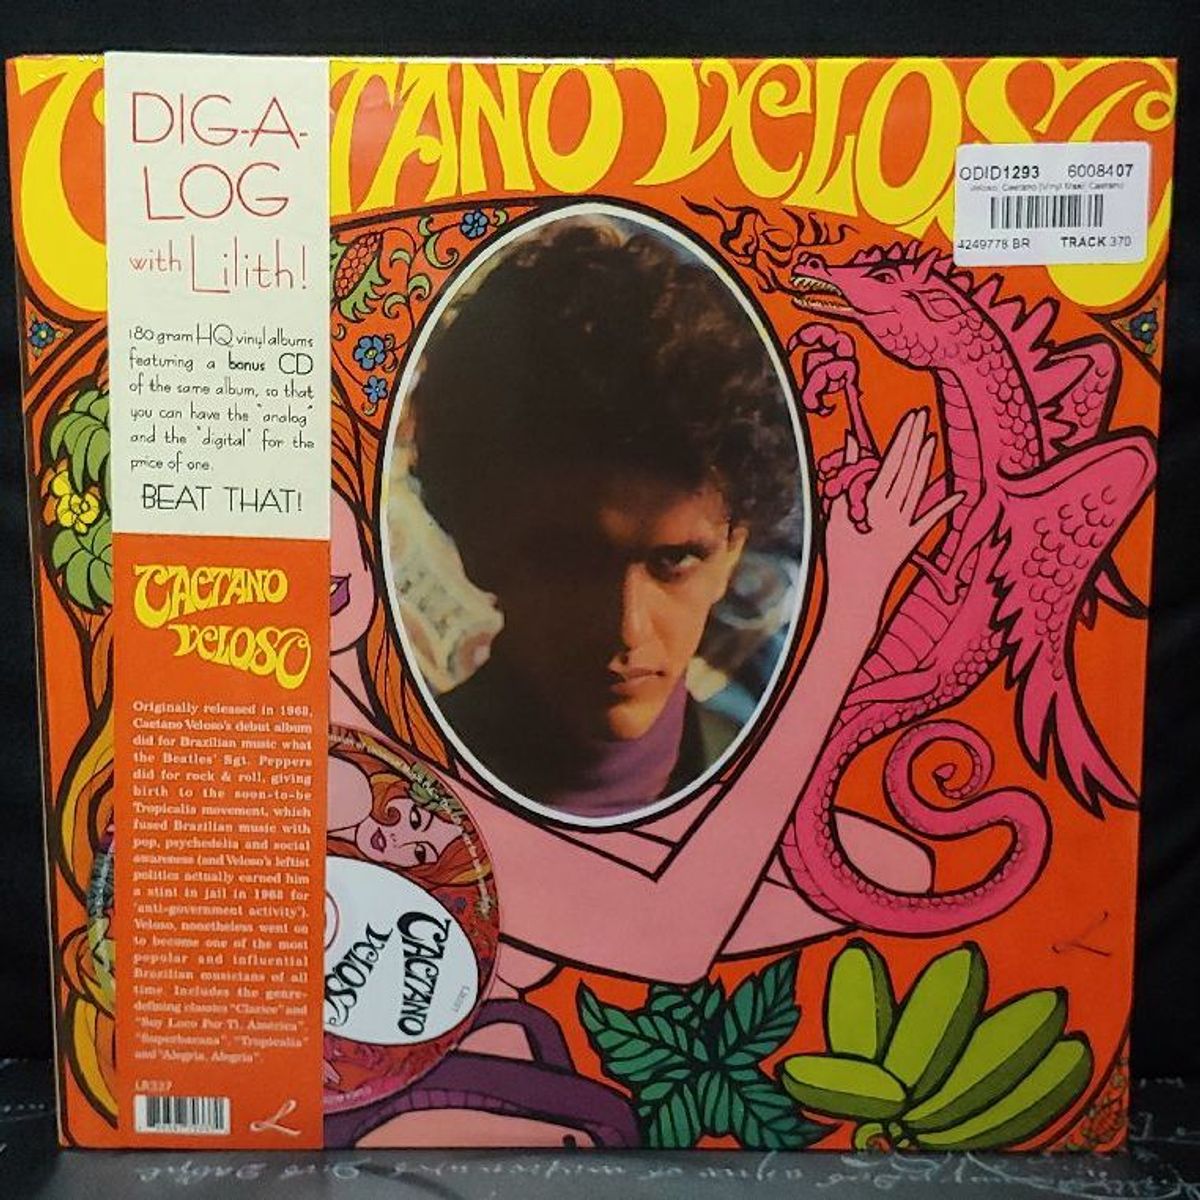 CAETANO VELOSO
DIG-A-
LOG
with Lilith!
180 gram HQ vinyl albums
featuring a bonus CD
of the same album, so that
you can have the "analog"
and the "digital" for the
price of one.
BEAT THAT!
CAETANO
VELOSO
Originally released in 1968,
Caetano Veloso's debut album
did for Brazilian music what
the Beatles' Sgt. Peppers
did for rock & roll, giving
birth to the soon-to-be
Tropicalia movement, which
fused Brazilian music with
pop, psychedelia and social
awareness (and Veloso's leftist
politics actually earned him
a stint in jail in 1968 for
"anti-government activity").
Veloso, nonetheless went on
to become one of the most
popular and influential
Brazilian musicians of all
time. Includes the genre-
defining classics "Clarice" and
"Soy Loco Por Ti, America",
"Superbacana", "Tropicalia"
and "Alegria, Alegria".
LR327
L
ODID1293 6008407
Veloso, Caetano [Vinyl Maxi] Caetano
4249778 BR TRACK 370
CAETANO
VELOSO